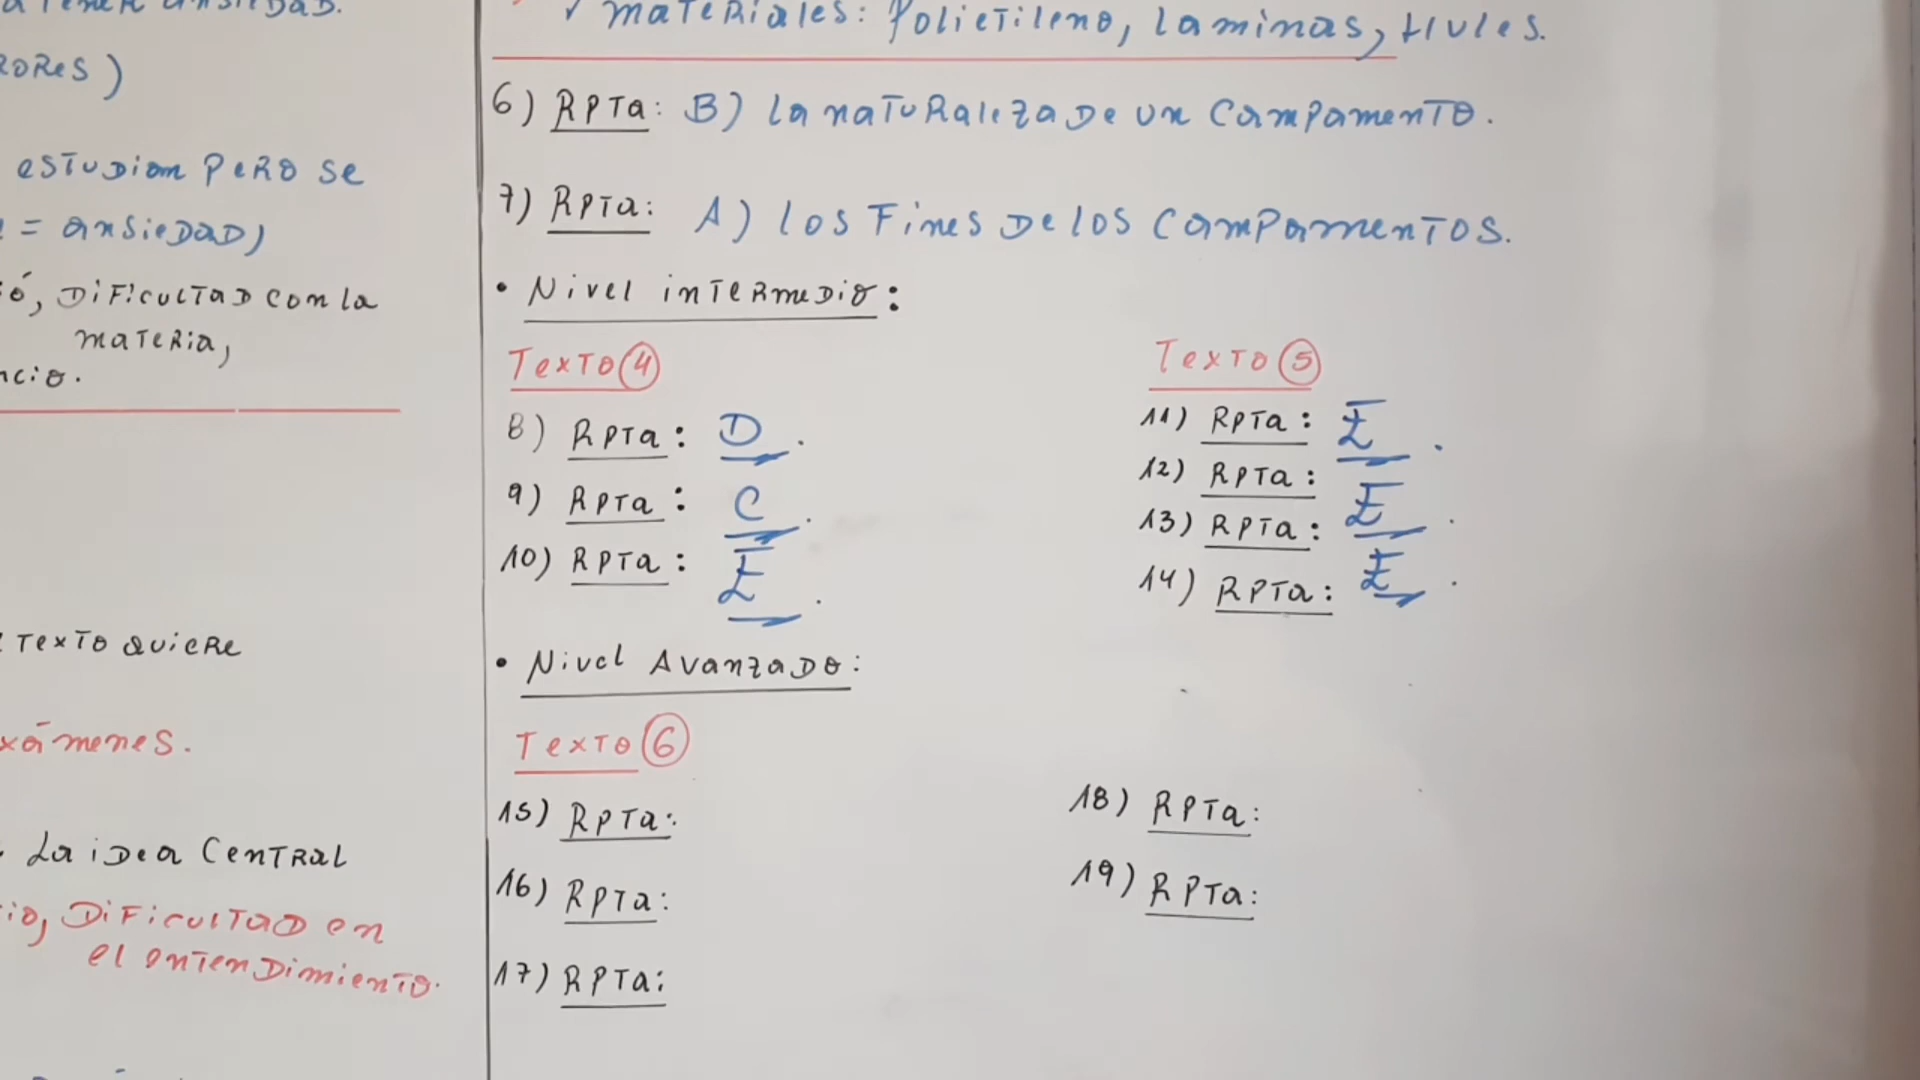 RORES)
ESTUDIAN PERO SE
= ANSIEDAD)
DIFICULTAD CON LA
MATERIA,
TEXTO QUIERE
La IDEA CENTRAL
DIFICULTAD EN
el ENTENDIMIENTO.
✓ MATERIALES: POLIETILENO, LAMINAS, HULES.
6) RPTA: B) La NATURALEZA DE UN CAMPAMENTO.
7) RPTA: A) LOS FINES DE LOS CAMPAMENTOS.
• Nivel INTERMEDIO:
TEXTO 4
8) RPTA: D.
9) RPTA: C.
10) RPTA: E.
TEXTO 5
11) RPTA: E.
12) RPTA:
E.
13) RPTA:
E.
14) RPTA:
• Nivel AVANZADO:
TEXTO 6
15) RPTA:
16) RPTA:
17) RPTA:
18) RPTA:
19) RPTA: